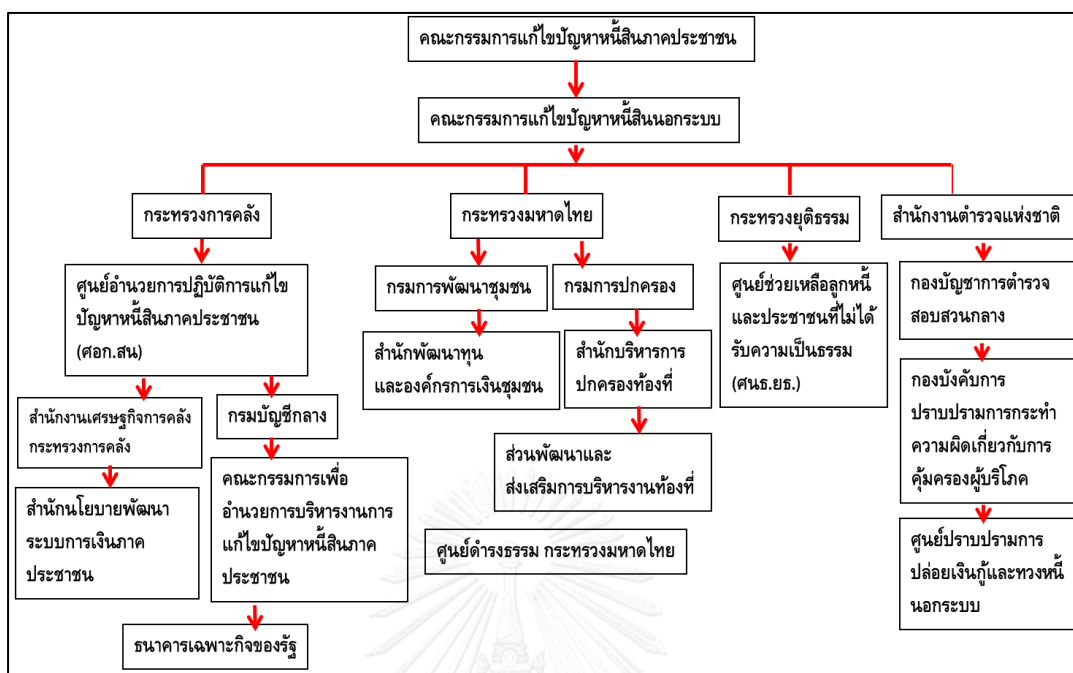 คณะกรรมการแก้ไขปัญหาหนี้สินภาคประชาชน
คณะกรรมการแก้ไขปัญหาหนี้สินนอกระบบ
กระทรวงการคลัง
กระทรวงมหาดไทย
กระทรวงยุติธรรม
สำนักงานตำรวจแห่งชาติ
ศูนย์อำนวยการปฏิบัติการแก้ไข
ปัญหาหนี้สินภาคประชาชน
(ศอก.สน)
กรมการพัฒนาชุมชน
กรมการปกครอง
ศูนย์ช่วยเหลือลูกหนี้
และประชาชนที่ไม่ได้
รับความเป็นธรรม
(ศนธ.ยธ.)
กองบัญชาการตำรวจ
สอบสวนกลาง
สำนักพัฒนาทุน
และองค์กรการเงินชุมชน
สำนักบริหารการ
ปกครองท้องที่
กองบังคับการ
ปราบปรามการกระทำ
ความผิดเกี่ยวกับการ
คุ้มครองผู้บริโภค
สำนักงานเศรษฐกิจการคลัง
กระทรวงการคลัง
กรมบัญชีกลาง
ส่วนพัฒนาและ
ส่งเสริมการบริหารงานท้องที่
สำนักนโยบายพัฒนา
ระบบการเงินภาค
ประชาชน
คณะกรรมการเพื่อ
อำนวยการบริหารงานการ
แก้ไขปัญหาหนี้สินภาค
ประชาชน
ศูนย์ดำรงธรรม กระทรวงมหาดไทย
ศูนย์ปราบปรามการ
ปล่อยเงินกู้และทวงหนี้
นอกระบบ
ธนาคารเฉพาะกิจของรัฐ